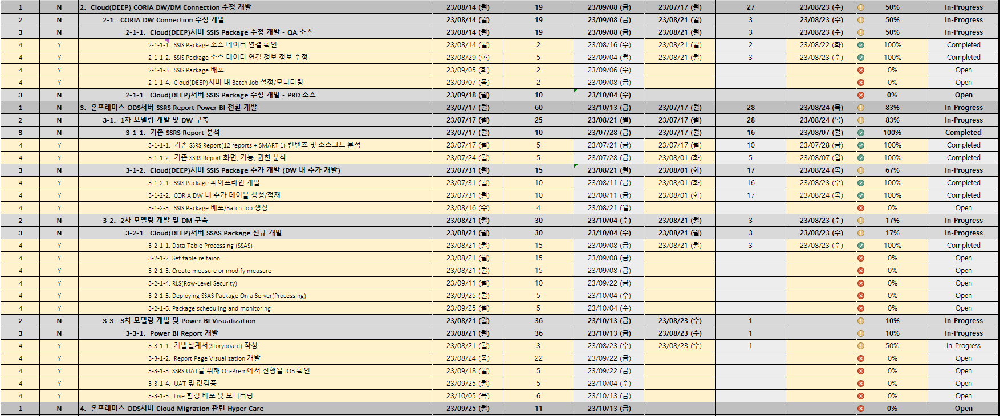 1 N 2. Cloud(DEEP) CORIA DW/DM Connection 수정 개발 23/08/14 (월) 19 23/09/08 (금) 23/07/17 (월) 27 23/08/23 (수) 50% In-Progress
2 N 2-1. CORIA DW Connection 수정 개발 23/08/14 (월) 19 23/09/08 (금) 23/08/21 (월) 3 23/08/23 (수) 50% In-Progress
3 N 2-1-1. Cloud(DEEP)서버 SSIS Package 수정 개발 - QA 소스 23/08/14 (월) 19 23/09/08 (금) 23/08/21 (월) 3 23/08/23 (수) 50% In-Progress
4 Y 2-1-1-1. SSIS Package 소스 데이터 연결 확인 23/08/14 (월) 2 23/08/16 (수) 23/08/21 (월) 2 23/08/22 (화) 100% Completed
4 Y 2-1-1-2. SSIS Package 소스 데이터 연결 정보 정보 수정 23/08/29 (화) 5 23/09/04 (월) 23/08/21 (월) 3 23/08/23 (수) 100% Completed
4 Y 2-1-1-3. SSIS Package 배포 23/09/05 (화) 2 23/09/06 (수) 0% Open
4 Y 2-1-1-4. Cloud(DEEP)서버 내 Batch Job 설정/모니터링 23/09/07 (목) 2 23/09/08 (금) 0% Open
3 N 2-1-1. Cloud(DEEP)서버 SSIS Package 수정 개발 - PRD 소스 23/09/18 (월) 10 23/10/04 (수) 0% Open
1 N 3. 온프레미스 ODS서버 SSRS Report Power BI 전환 개발 23/07/17 (월) 60 23/10/13 (금) 23/07/17 (월) 28 23/08/24 (목) 83% In-Progress
2 N 3-1. 1차 모델링 개발 및 DW 구축 23/07/17 (월) 25 23/08/21 (월) 23/07/17 (월) 28 23/08/24 (목) 83% In-Progress
3 N 3-1-1. 기존 SSRS Report 분석 23/07/17 (월) 10 23/07/28 (금) 23/07/17 (월) 16 23/08/07 (월) 100% Completed
4 Y 3-1-1-1. 기존 SSRS Report(12 reports + SMART 1) 컨텐츠 및 소스코드 분석 23/07/17 (월) 5 23/07/21 (금) 23/07/17 (월) 10 23/07/28 (금) 100% Completed
4 Y 3-1-1-2. 기존 SSRS Report 화면, 기능, 권한 분석 23/07/24 (월) 5 23/07/28 (금) 23/08/01 (화) 5 23/08/07 (월) 100% Completed
3 N 3-1-2. Cloud(DEEP)서버 SSIS Package 추가 개발 (DW 내 추가 개발) 23/07/31 (월) 15 23/08/21 (월) 23/08/01 (화) 17 23/08/24 (목) 67% In-Progress
4 Y 3-1-2-1. SSIS Package 파이프라인 개발 23/07/31 (월) 10 23/08/11 (금) 23/08/01 (화) 16 23/08/23 (수) 100% Completed
4 Y 3-1-2-2. CORIA DW 내 추가 테이블 생성/적재 23/07/31 (월) 10 23/08/11 (금) 23/08/01 (화) 17 23/08/24 (목) 100% Completed
4 Y 3-1-2-3. SSIS Package 배포/Batch Job 생성 23/08/16 (수) 4 23/08/21 (월) 0% Open
2 N 3-2. 2차 모델링 개발 및 DM 구축 23/08/21 (월) 30 23/10/04 (수) 23/08/21 (월) 3 23/08/23 (수) 17% In-Progress
3 N 3-2-1. Cloud(DEEP)서버 SSAS Package 신규 개발 23/08/21 (월) 30 23/10/04 (수) 23/08/21 (월) 3 23/08/23 (수) 17% In-Progress
4 Y 3-2-1-1. Data Table Processing (SSAS) 23/08/21 (월) 15 23/09/08 (금) 23/08/21 (월) 3 23/08/23 (수) 100% Completed
4 Y 3-2-1-2. Set table reltaion 23/08/21 (월) 15 23/09/08 (금) 0% Open
4 Y 3-2-1-3. Create measure or modify measure 23/08/21 (월) 15 23/09/08 (금) 0% Open
4 Y 3-2-1-4. RLS(Row-Level Security) 23/09/11 (월) 10 23/09/22 (금) 0% Open
4 Y 3-2-1-5. Deploying SSAS Package On a Server(Processing) 23/09/25 (월) 5 23/10/04 (수) 0% Open
4 Y 3-2-1-6. Package scheduling and monitoring 23/09/25 (월) 5 23/10/04 (수) 0% Open
2 N 3-3. 3차 모델링 개발 및 Power BI Visualization 23/08/21 (월) 36 23/10/13 (금) 23/08/23 (수) 1 10% In-Progress
3 N 3-3-1. Power BI Report 개발 23/08/21 (월) 36 23/10/13 (금) 23/08/23 (수) 1 10% In-Progress
4 Y 3-3-1-1. 개발설계서(Storyboard) 작성 23/08/21 (월) 3 23/08/23 (수) 23/08/23 (수) 1 50% In-Progress
4 Y 3-3-1-2. Report Page Visualization 개발 23/08/24 (목) 22 23/09/22 (금) 0% Open
4 Y 3-3-1-3. SSRS UAT를 위해 On-Prem에서 진행될 JOB 확인 23/09/18 (월) 5 23/09/22 (금) 0% Open
4 Y 3-3-1-4. UAT 및 값검증 23/09/25 (월) 5 23/10/04 (수) 0% Open
4 Y 3-3-1-5. Live 환경 배포 및 모니터링 23/10/05 (목) 6 23/10/13 (금) 0% Open
1 N 4. 온프레미스 ODS서버 Cloud Migration 관련 Hyper Care 23/09/25 (월) 11 23/10/13 (금) 0% Open